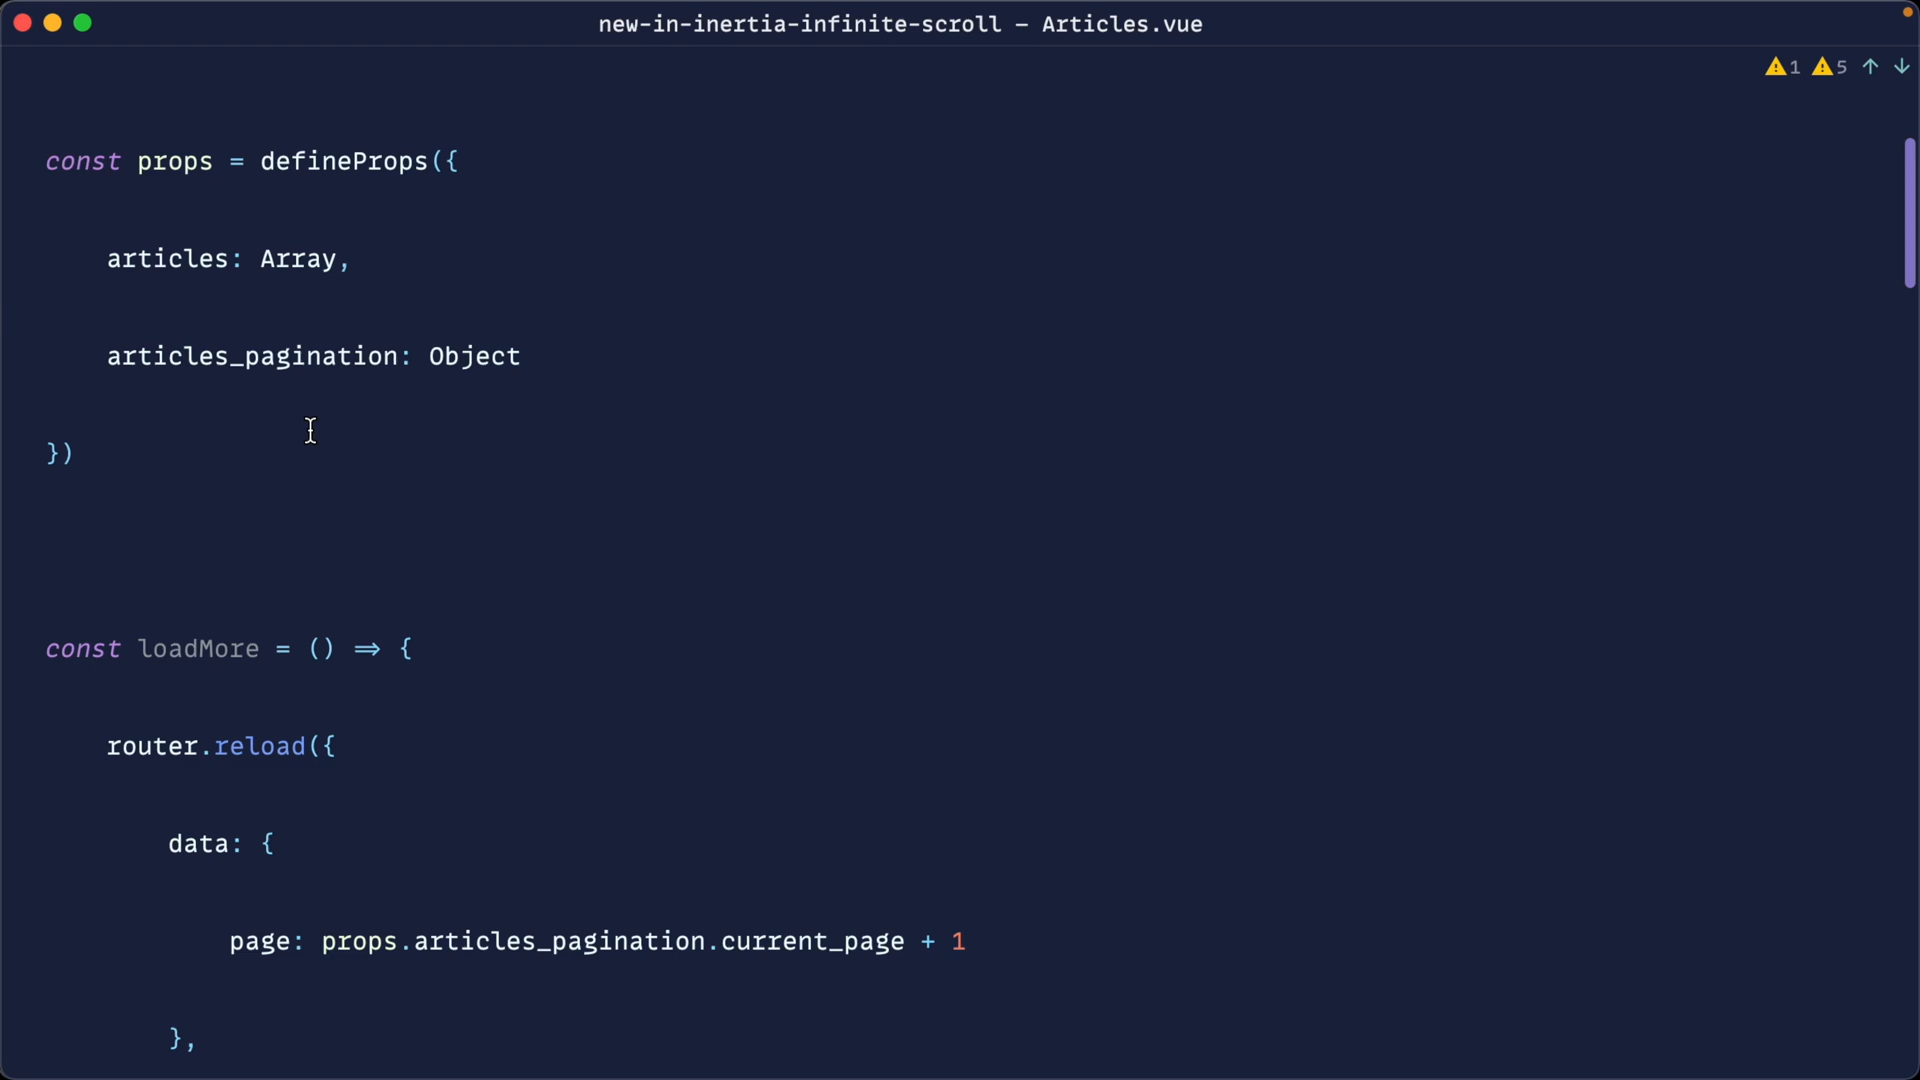 new-in-inertia-infinite-scroll – Articles.vue
1 5
const props = defineProps({
articles: Array,
articles_pagination: Object
})
const loadMore = () => {
router.reload({
data: {
page: props.articles_pagination.current_page + 1
},